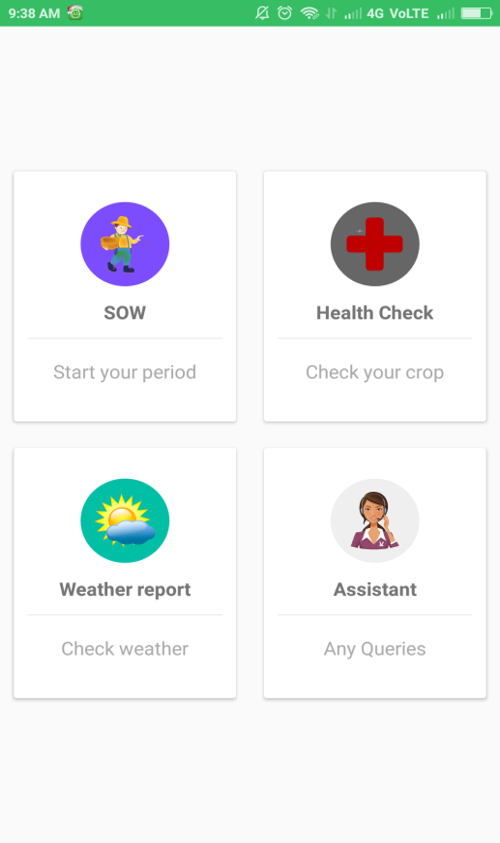 9:38 AM 4G VoLTE
SOW
Start your period
Health Check
Check your crop
Weather report
Check weather
Assistant
Any Queries